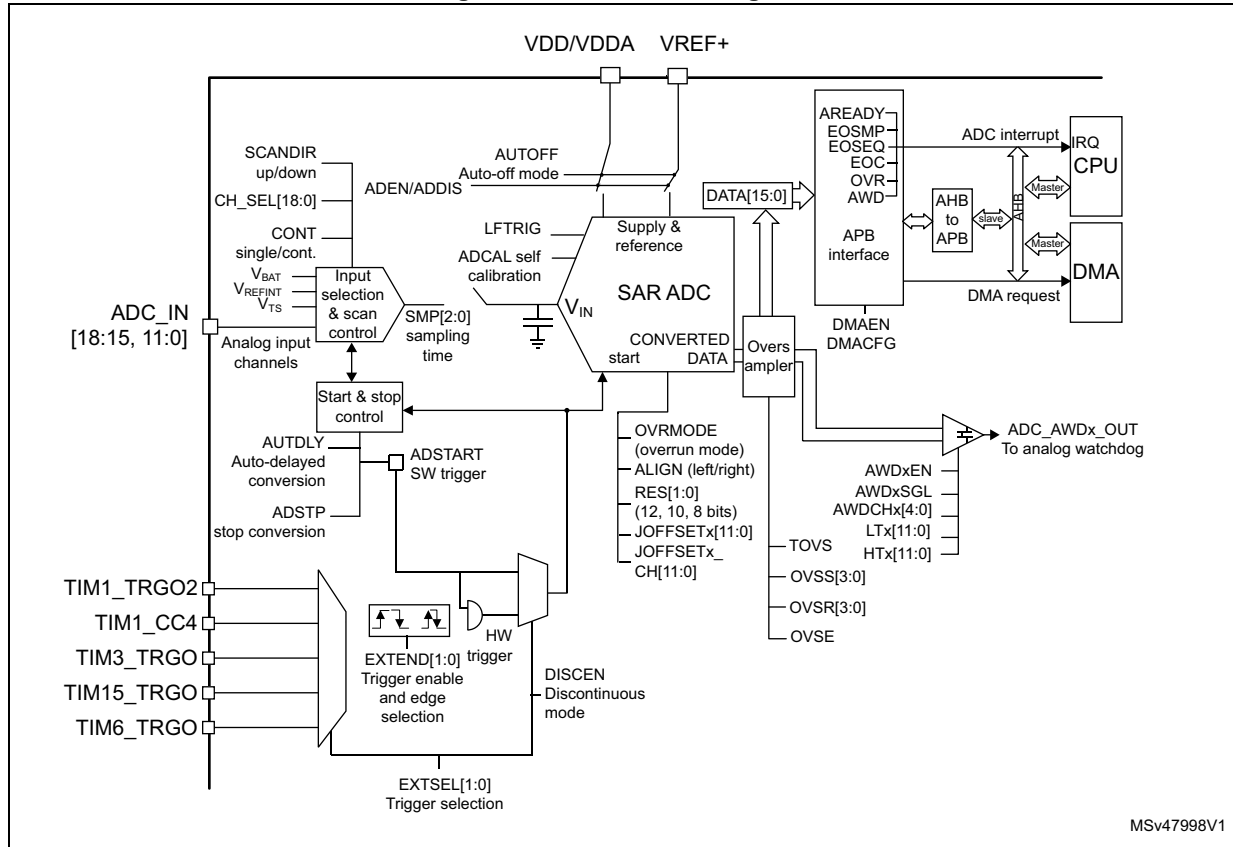 VDD/VDDA
VREF+
SCANDIR
up/down
CH_SEL[18:0]
CONT
single/cont.
VBAT
VREFINT
VTS
ADC_IN
[18:15, 11:0]
Analog input
channels
Input
selection
& scan
control
SMP[2:0]
sampling
time
AUTOFF
Auto-off mode
ADEN/ADDIS
LFTRIG
ADCAL self
calibration
Supply &
reference
SAR ADC
VIN
CONVERTED
DATA
start
DATA[15:0]
AREADY
EOSMP
EOSEQ
EOC
OVR
AWD
APB
interface
DMAEN
DMACFG
AHB
to
APB
slave
AHB
Master
Master
ADC interrupt
IRQ
CPU
DMA
DMA request
Overs
ampler
Start & stop
control
AUTDLY
Auto-delayed
conversion
ADSTP
stop conversion
ADSTART
SW trigger
OVRMODE
(overrun mode)
ALIGN (left/right)
RES[1:0]
(12, 10, 8 bits)
JOFFSETx[11:0]
JOFFSETx_
CH[11:0]
ADC_AWDx_OUT
To analog watchdog
AWDxEN
AWDxSGL
AWDCHx[4:0]
LTx[11:0]
HTx[11:0]
TOVS
OVSS[3:0]
OVSR[3:0]
OVSE
TIM1_TRGO2
TIM1_CC4
TIM3_TRGO
TIM15_TRGO
TIM6_TRGO
HW
trigger
EXTEND[1:0]
Trigger enable
and edge
selection
DISCEN
Discontinuous
mode
EXTSEL[1:0]
Trigger selection
MSv47998V1